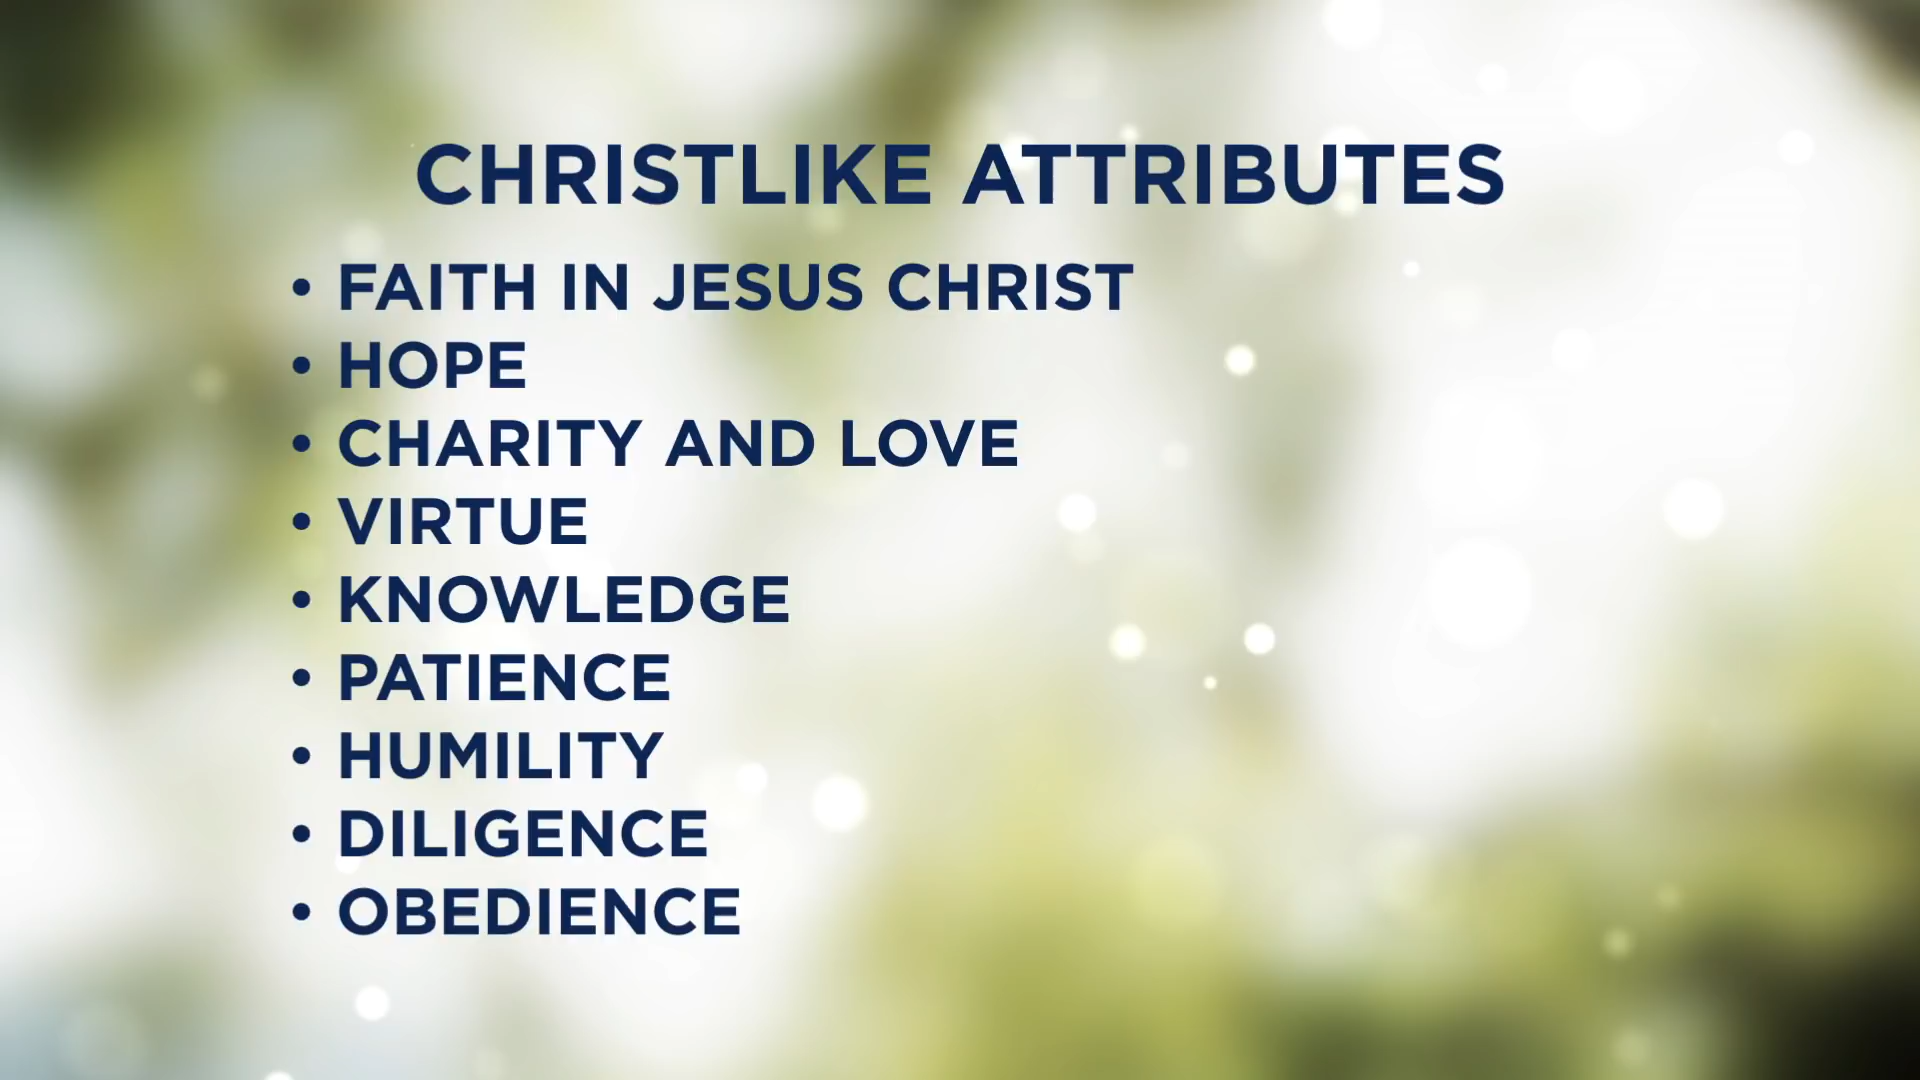 CHRISTLIKE ATTRIBUTES
• FAITH IN JESUS CHRIST
• HOPE
• CHARITY AND LOVE
• VIRTUE
• KNOWLEDGE
• PATIENCE
• HUMILITY
• DILIGENCE
• OBEDIENCE